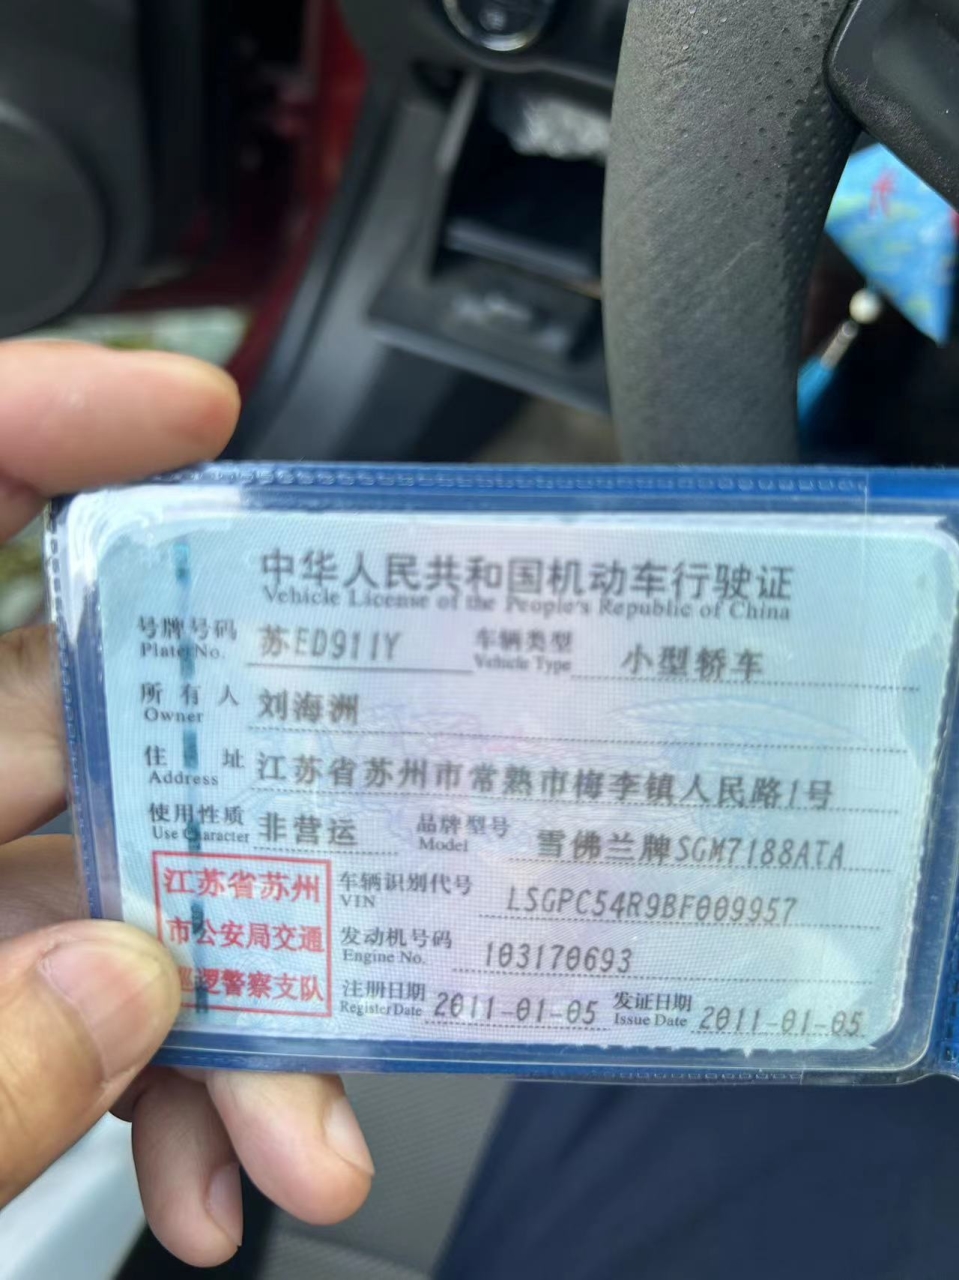 中华人民共和国机动车行驶证
Vehicle License of the People's Republic of China
号牌号码 苏ED911Y 车辆类型 小型轿车
Plate No. Vehicle Type
所有人 刘海洲
Owner
住址 江苏省苏州市常熟市梅李镇人民路1号
Address
使用性质 非营运 品牌型号 雪佛兰牌SGM7188ATA
Use Character Model
江苏省苏州 车辆识别代号 LSGPC54R9BF009957
VIN
市公安局交通 发动机号码 103170693
Engine No.
巡逻警察支队 注册日期 2011-01-05 发证日期 2011-01-05
Register Date Issue Date